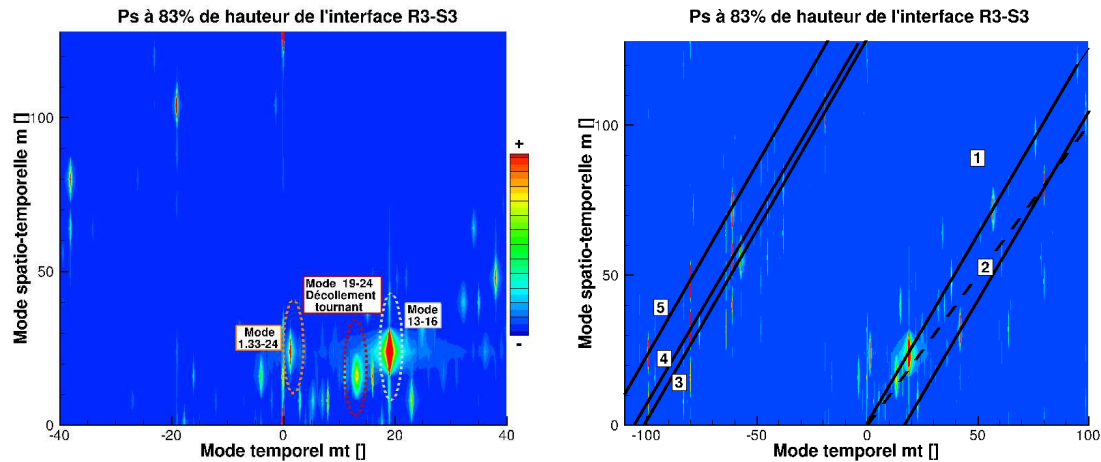 Ps à 83% de hauteur de l'interface R3-S3
Mode spatio-temporelle m []
100
50
0
-40
-20
0
20
40
Mode temporel mt []
Mode
1.33-24
Mode 19-24
Décollement
tournant
Mode
13-16
+
-
Ps à 83% de hauteur de l'interface R3-S3
Mode spatio-temporelle m []
100
50
0
-100
-50
0
50
100
Mode temporel mt []
1
2
5
4
3